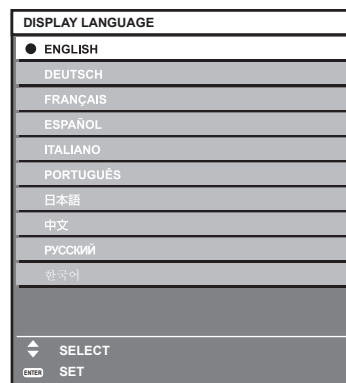 DISPLAY LANGUAGE
ENGLISH
DEUTSCH
FRANÇAIS
ESPAÑOL
ITALIANO
PORTUGUÊS
日本語
中文
РУССКИЙ
한국어
SELECT
ENTER SET